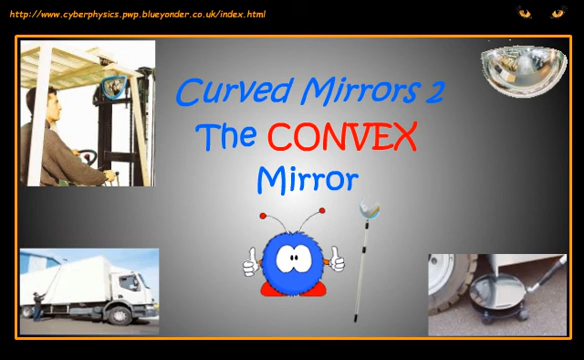 http://www.cyberphysics.pwp.blueyonder.co.uk/index.html
Curved Mirrors 2
The CONVEX
Mirror